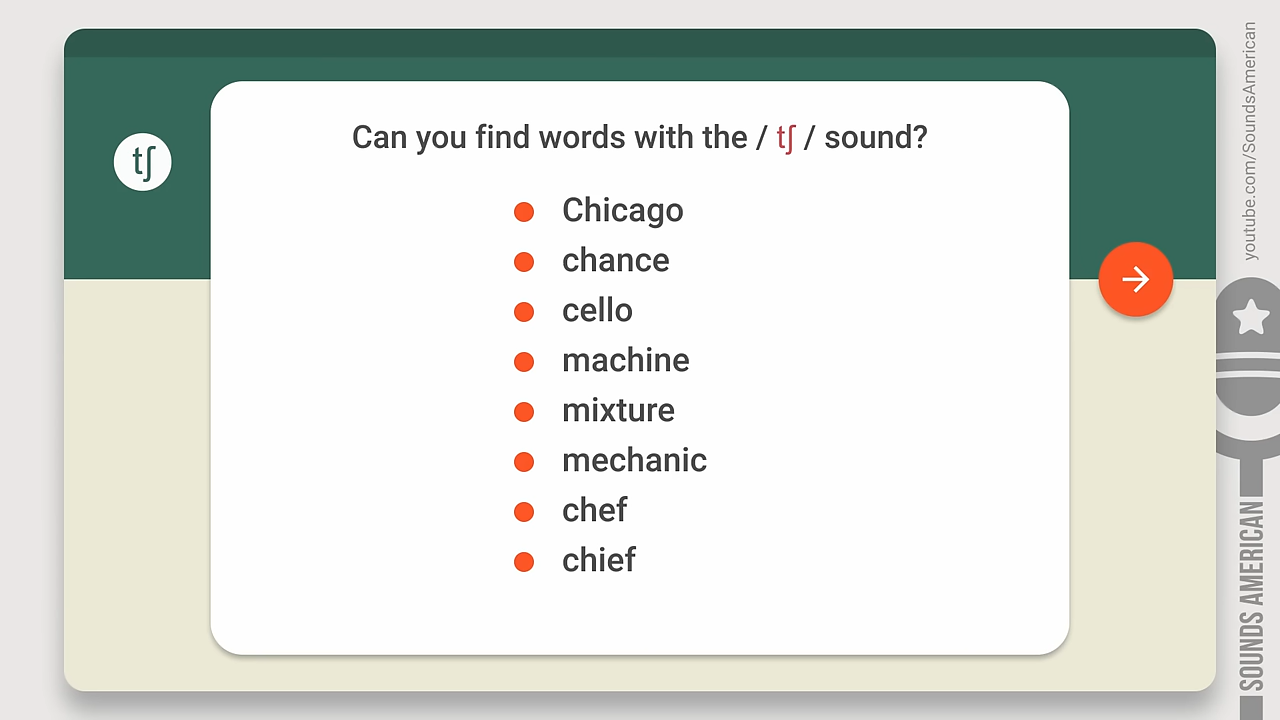 Can you find words with the / tʃ / sound?
tʃ
Chicago
chance
cello
machine
mixture
mechanic
chef
chief
youtube.com/SoundsAmerican
SOUNDS AMERICAN